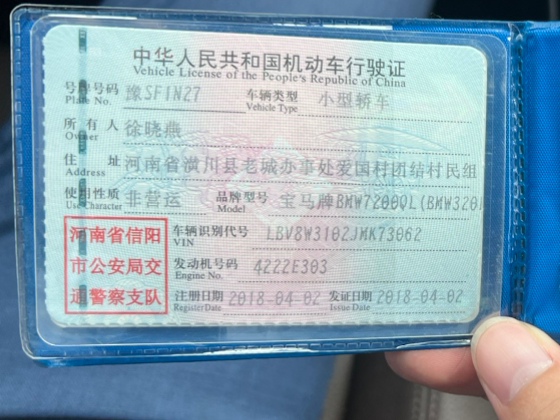 中华人民共和国机动车行驶证
Vehicle License of the People's Republic of China
号牌号码 豫SF1N27 车辆类型 小型轿车
Plate No. Vehicle Type
所有人 徐晓燕
Owner
住址 河南省潢川县老城办事处爱国村团结村民组
Address
使用性质 非营运 品牌型号 宝马牌BMW7200QL(BMW320
Use Character Model
河南省信阳
市公安局交
通警察支队
车辆识别代号 LBV8W3102JMK73062
VIN
发动机号码 4222E303
Engine No.
注册日期 2018-04-02 发证日期 2018-04-02
Register Date Issue Date